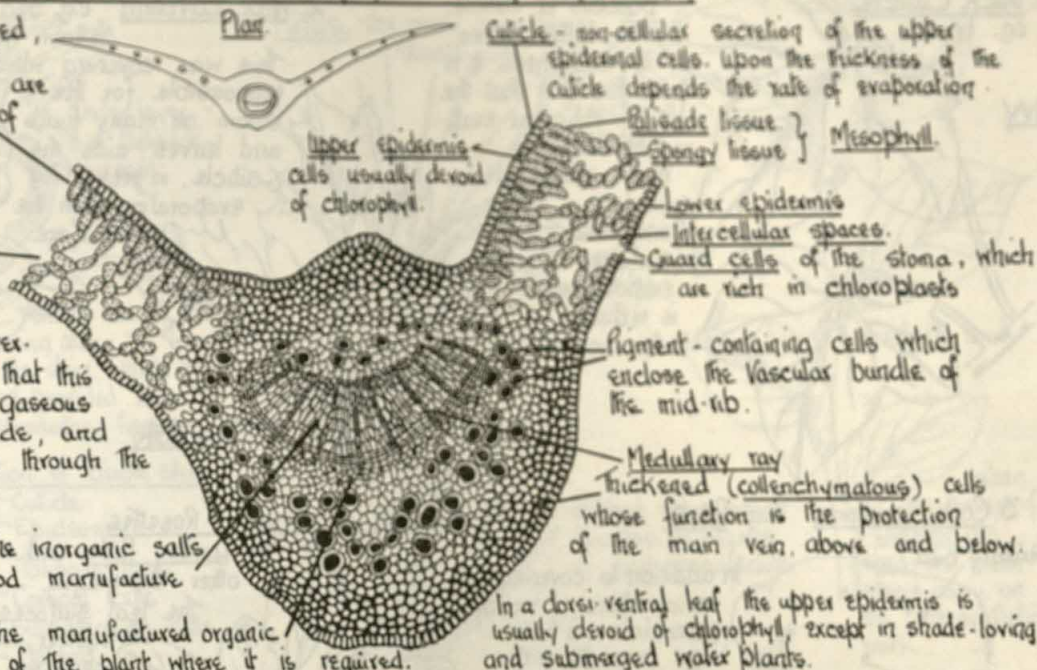 Plan.
Cuticle - non-cellular secretion of the upper
epidermal cells. Upon the thickness of the
cuticle depends the rate of evaporation
Palisade tissue }
Spongy tissue } Mesophyll.
Upper epidermis
cells usually devoid
of chlorophyll.
Lower epidermis
Intercellular spaces.
Guard cells of the stoma, which
are rich in chloroplasts
Pigment - containing cells which
enclose the Vascular bundle of
the mid-rib.
Medullary ray
Thickened (collenchymatous) cells
whose function is the protection
of the main vein, above and below.
In a dorsi-ventral leaf the upper epidermis is
usually devoid of chlorophyll, except in shade-loving
and submerged water plants.
ed,
are
of
er.
that this
gaseous
de, and
through the
inorganic salts
od manufacture
the manufactured organic
of the plant where it is required.